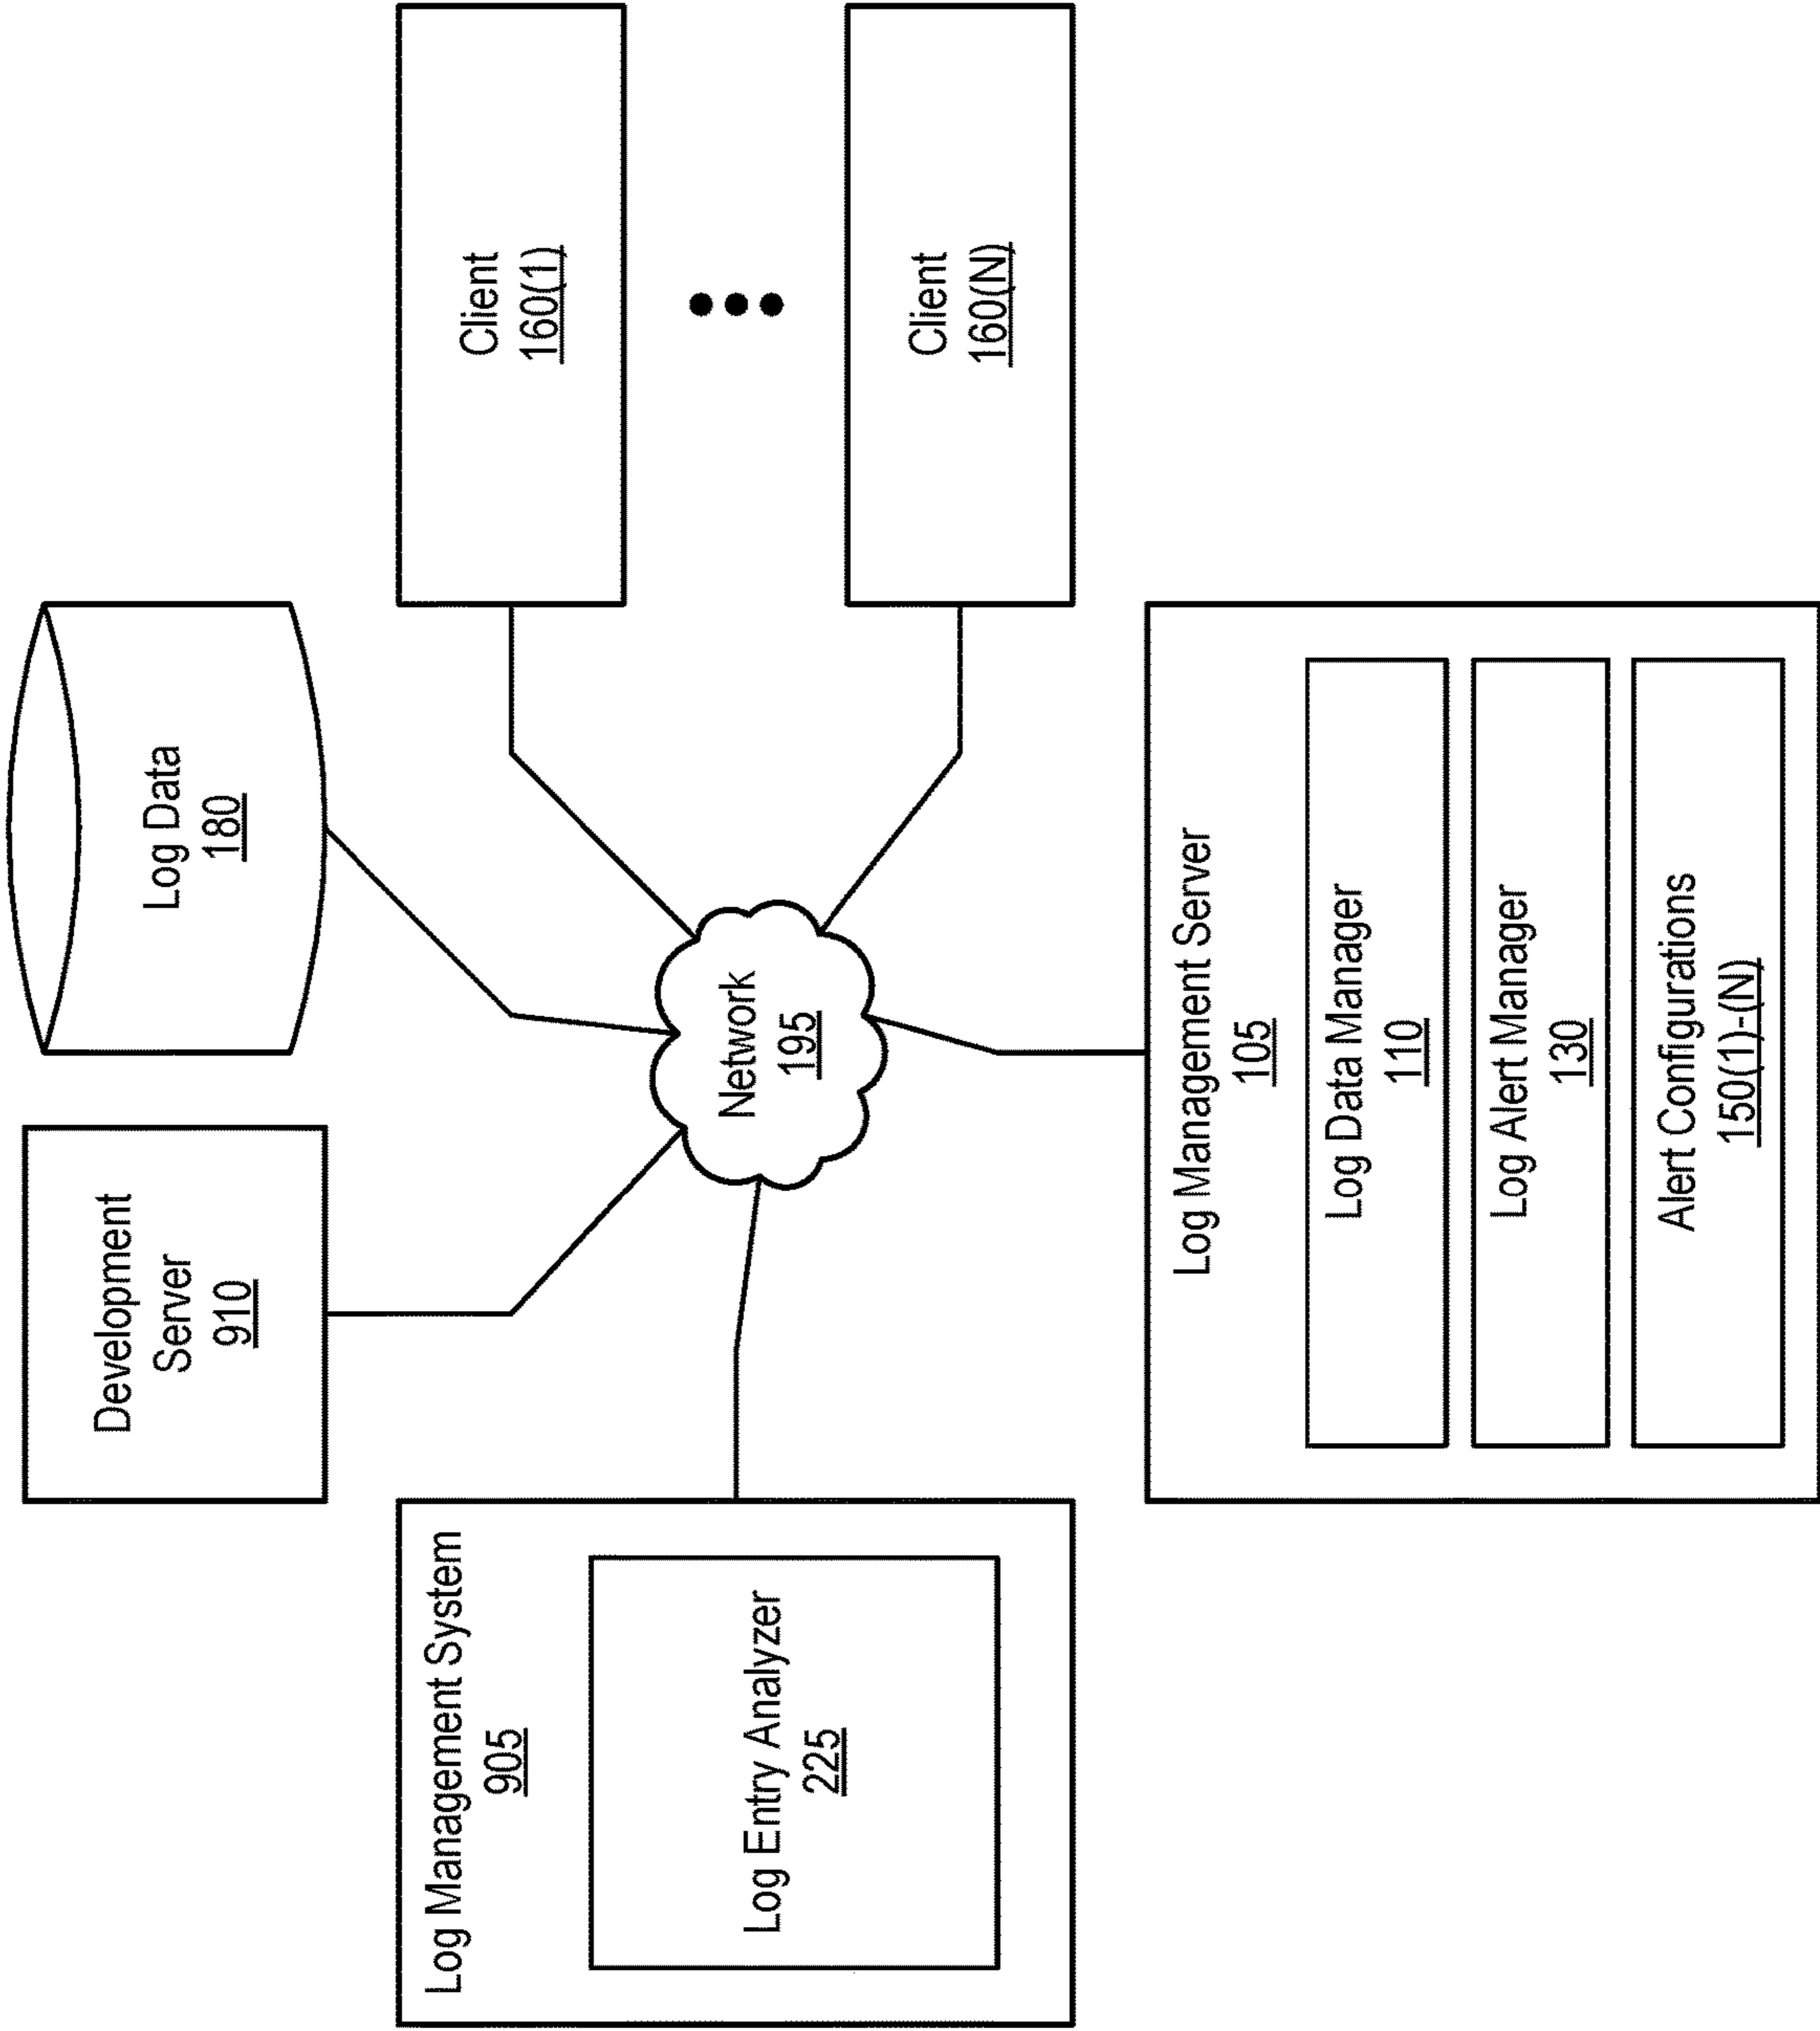 Development
Server
910
Log Data
180
Log Management System
905
Log Entry Analyzer
225
Network
195
Client
160(1)
Client
160(N)
Log Management Server
105
Log Data Manager
110
Log Alert Manager
130
Alert Configurations
150(1)-(N)